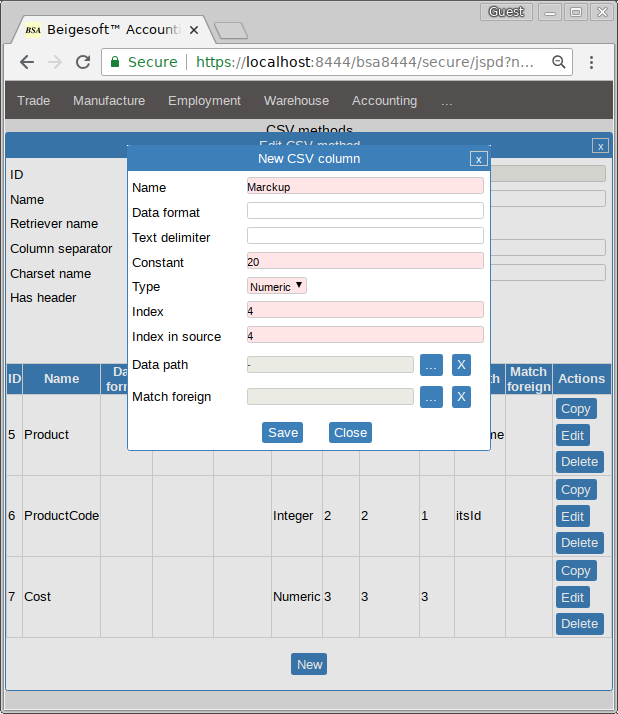 Guest
BSA Beigesoft™ Account
Secure https://localhost:8444/bsa8444/secure/jspd?n...
Trade Manufacture Employment Warehouse Accounting ...
CSV methods
Edit CSV method x
New CSV column x
ID
Name
Retriever name
Column separator
Charset name
Has header
Name Marckup
Data format
Text delimiter
Constant 20
Type Numeric
Index 4
Index in source 4
Data path - ... X
Match foreign ... X
Save Close
ID Name Match foreign Actions
5 Product me Copy Edit Delete
6 ProductCode Integer 2 2 1 itsId Copy Edit Delete
7 Cost Numeric 3 3 3 Copy Edit Delete
New